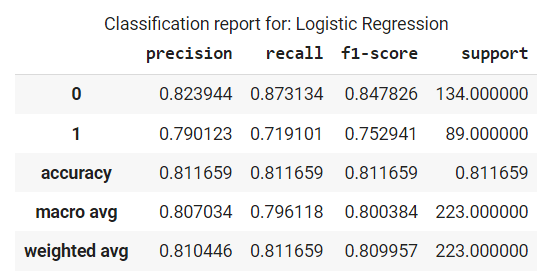 Classification report for: Logistic Regression
precision recall f1-score support
0 0.823944 0.873134 0.847826 134.000000
1 0.790123 0.719101 0.752941 89.000000
accuracy 0.811659 0.811659 0.811659 0.811659
macro avg 0.807034 0.796118 0.800384 223.000000
weighted avg 0.810446 0.811659 0.809957 223.000000